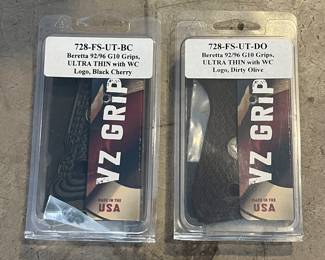 728-FS-UT-BC
Beretta 92/96 G10 Grips,
ULTRA THIN with WC
Logo, Black Cherry
VZ GRIP
MADE IN THE
USA
728-FS-UT-DO
Beretta 92/96 G10 Grips,
ULTRA THIN with WC
Logo, Dirty Olive
VZ GRIP
MADE IN THE
USA